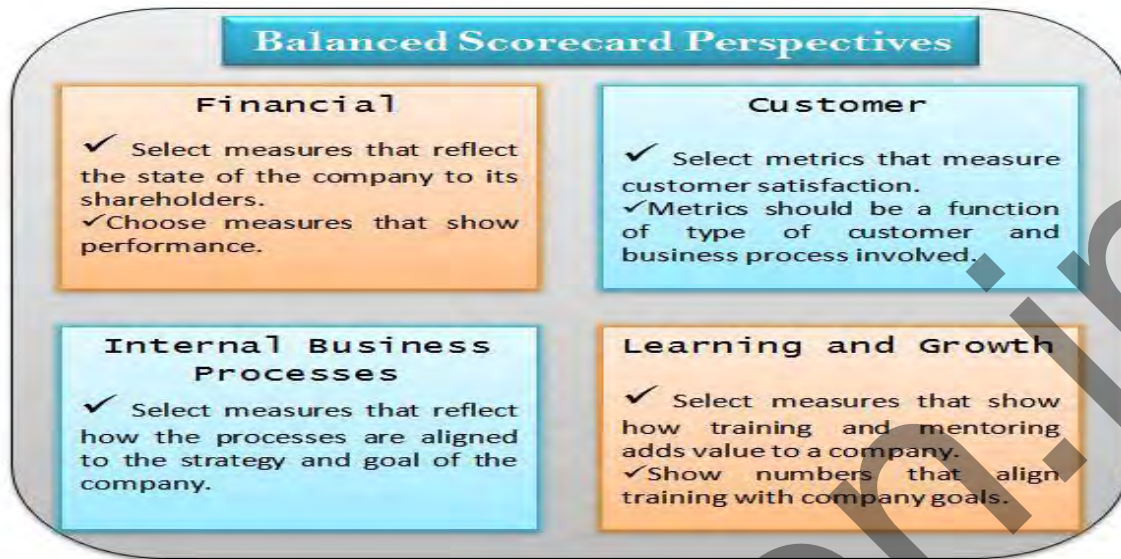 Balanced Scorecard Perspectives
Financial
✓ Select measures that reflect
the state of the company to its
shareholders.
✓Choose measures that show
performance.
Customer
✓ Select metrics that measure
customer satisfaction.
✓Metrics should be a function
of type of customer and
business process involved.
Internal Business
Processes
✓ Select measures that reflect
how the processes are aligned
to the strategy and goal of the
company.
Learning and Growth
✓ Select measures that show
how training and mentoring
adds value to a company.
✓Show numbers that align
training with company goals.